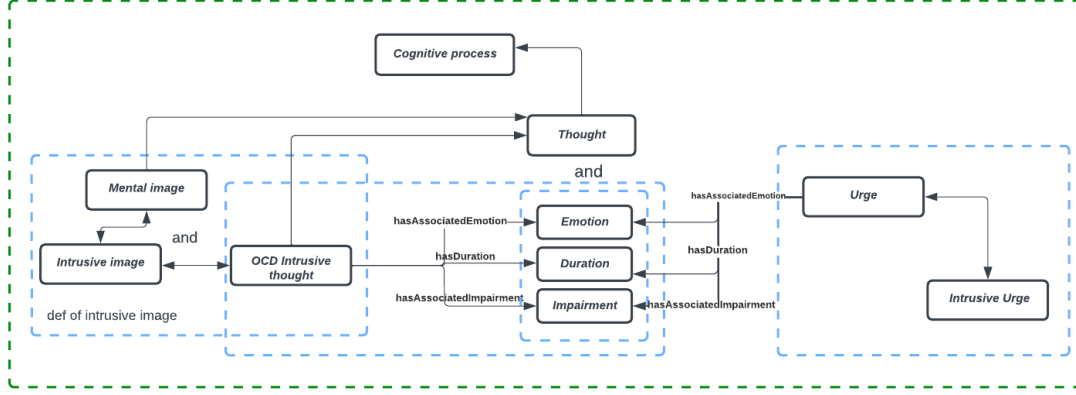 Cognitive process
Thought
and
Mental image
and
Intrusive image
OCD Intrusive
thought
def of intrusive image
hasAssociatedEmotion
hasDuration
hasAssociatedImpairment
Emotion
Duration
Impairment
hasAssociatedEmotion
hasDuration
hasAssociatedImpairment
Urge
Intrusive Urge